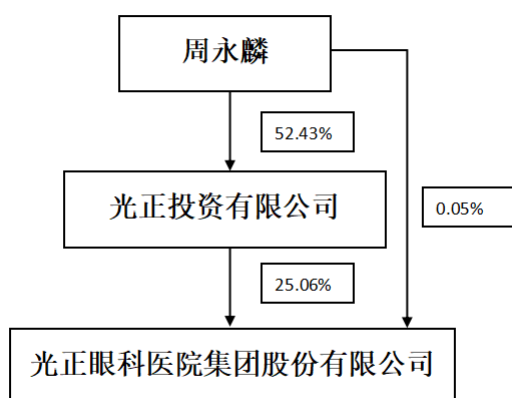 周永麟
52.43%
光正投资有限公司
0.05%
25.06%
光正眼科医院集团股份有限公司